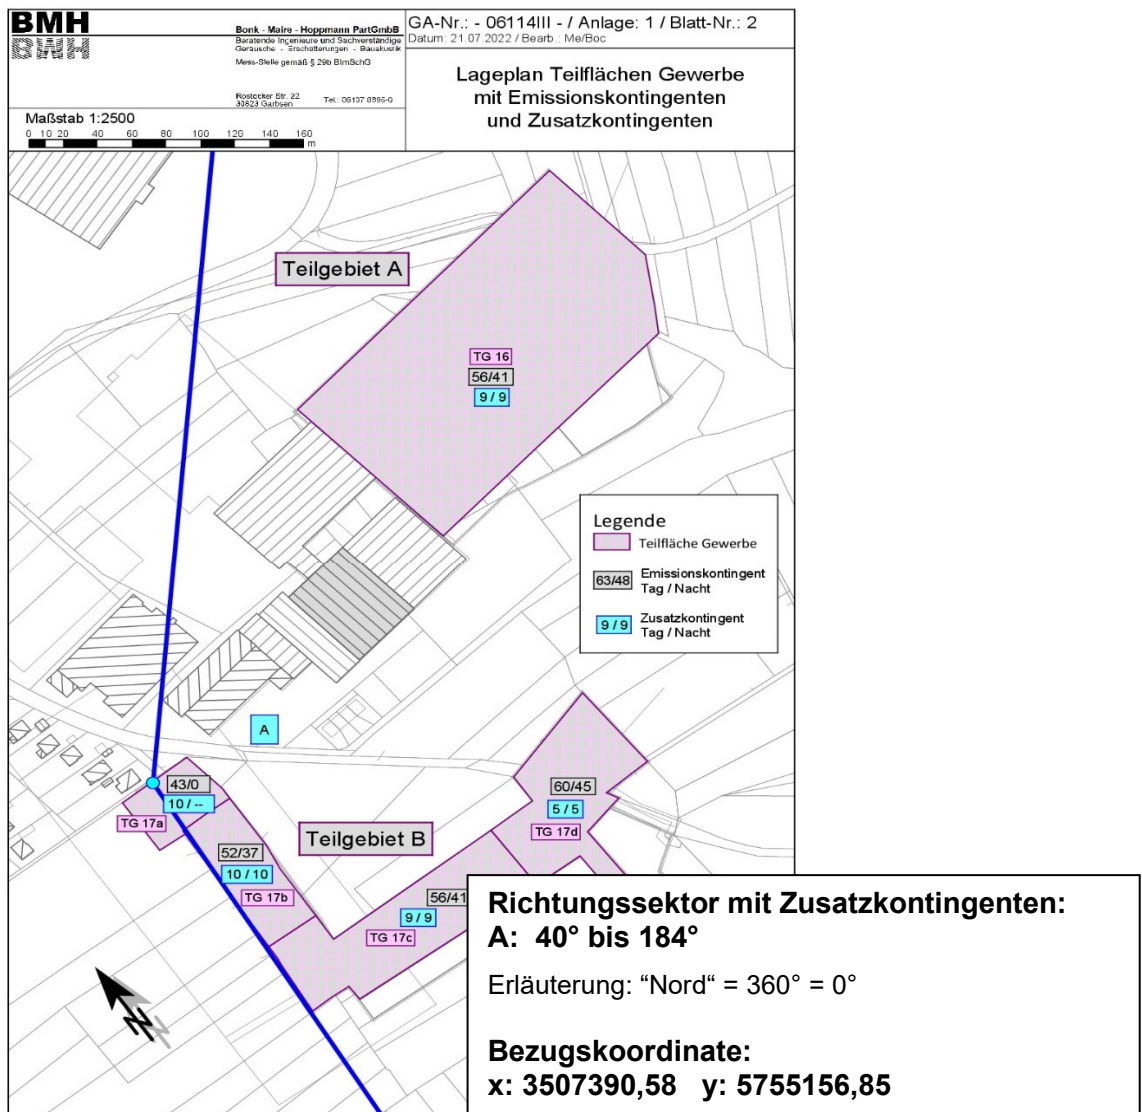 BMH
BMH
Bonk - Maire - Hoppmann PartGmbB
Beratende Ingenieure und Sachverständige
Geräusche - Erschütterungen - Bauakustik
Mess-Stelle gemäß § 29b BImSchG
Rostocker Str. 22
30823 Garbsen
Tel.: 05137 8895-0
GA-Nr.: - 06114III - / Anlage: 1 / Blatt-Nr.: 2
Datum: 21.07.2022 / Bearb.: Me/Boc
Lageplan Teilflächen Gewerbe
mit Emissionskontingenten
und Zusatzkontingenten
Maßstab 1:2500
0 10 20 40 60 80 100 120 140 160
m
Teilgebiet A
TG 16
56/41
9 / 9
Legende
Teilfläche Gewerbe
63/48 Emissionskontingent
Tag / Nacht
9 / 9 Zusatzkontingent
Tag / Nacht
A
43/0
10 / --
TG 17a
Teilgebiet B
60/45
5 / 5
TG 17d
52/37
10 / 10
TG 17b
56/41
9 / 9
TG 17c
N
Richtungssektor mit Zusatzkontingenten:
A: 40° bis 184°
Erläuterung: “Nord“ = 360° = 0°
Bezugskoordinate:
x: 3507390,58 y: 5755156,85